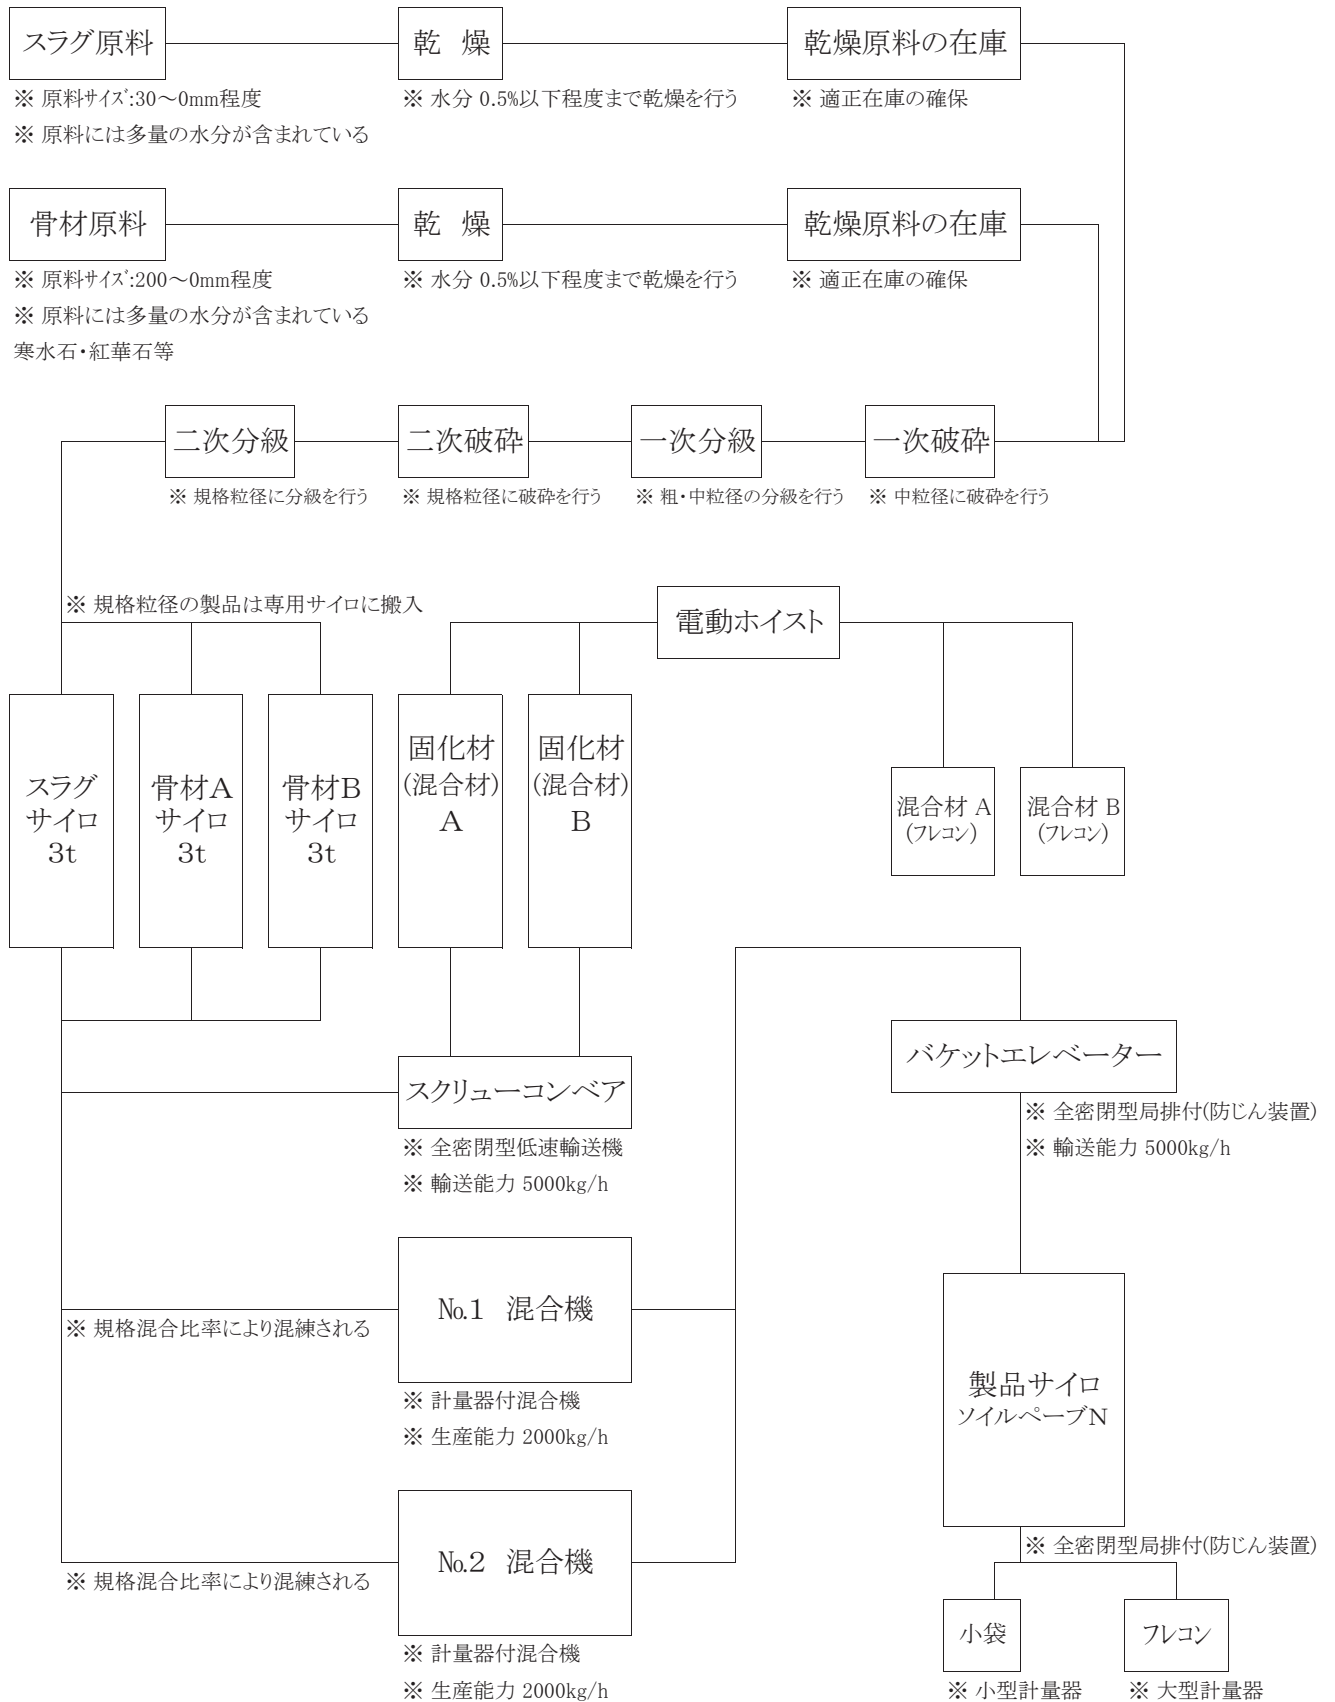 スラグ原料
乾　燥
乾燥原料の在庫
※ 原料ｻｲｽﾞ:30～0mm程度
※ 水分 0.5%以下程度まで乾燥を行う
※ 適正在庫の確保
※ 原料には多量の水分が含まれている
骨材原料
乾　燥
乾燥原料の在庫
※ 原料ｻｲｽﾞ:200～0mm程度
※ 水分 0.5%以下程度まで乾燥を行う
※ 適正在庫の確保
※ 原料には多量の水分が含まれている
寒水石・紅華石等
二次分級
二次破砕
一次分級
一次破砕
※ 規格粒径に分級を行う
※ 規格粒径に破砕を行う
※ 粗・中粒径の分級を行う
※ 中粒径に破砕を行う
※ 規格粒径の製品は専用サイロに搬入
電動ホイスト
スラグ
サイロ
3t
骨材A
サイロ
3t
骨材B
サイロ
3t
固化材
(混合材)
A
固化材
(混合材)
B
混合材 A
(フレコン)
混合材 B
(フレコン)
バケットエレベーター
※ 全密閉型局排付(防じん装置)
※ 輸送能力 5000kg/h
スクリューコンベア
※ 全密閉型低速輸送機
※ 輸送能力 5000kg/h
№.1　混合機
※ 規格混合比率により混練される
※ 計量器付混合機
※ 生産能力 2000kg/h
製品サイロ
ソイルペーブN
№.2　混合機
※ 規格混合比率により混練される
※ 計量器付混合機
※ 生産能力 2000kg/h
※ 全密閉型局排付(防じん装置)
小袋
フレコン
※ 小型計量器
※ 大型計量器